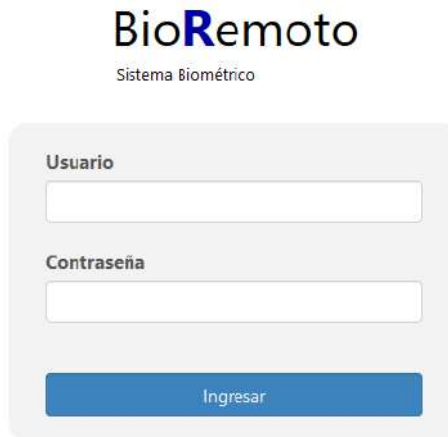 BioRemoto
Sistema Biométrico
Usuario
Contraseña
Ingresar